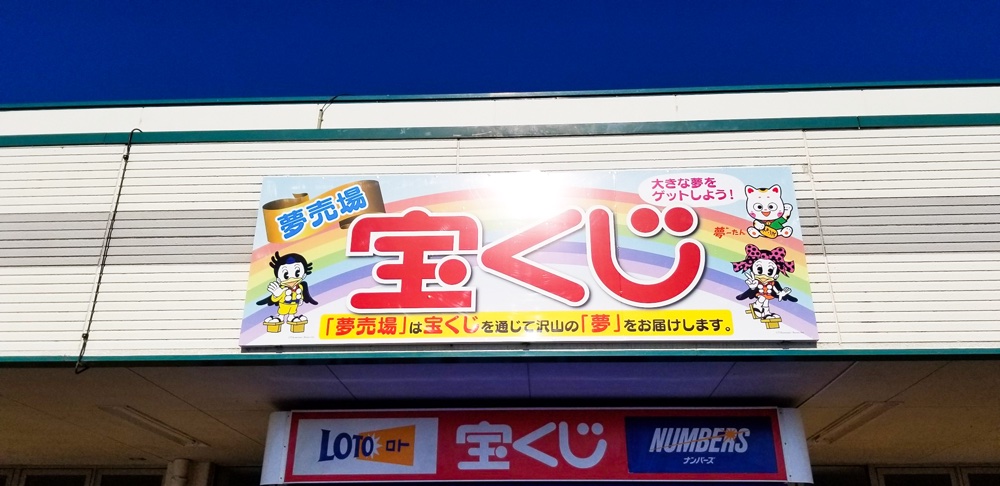 夢売場
宝くじ
大きな夢を
ゲットしよう!
夢一たん
「夢売場」は宝くじを通じて沢山の「夢」をお届けします。
LOTO ロト
宝くじ
NUMBERS
ナンバーズ